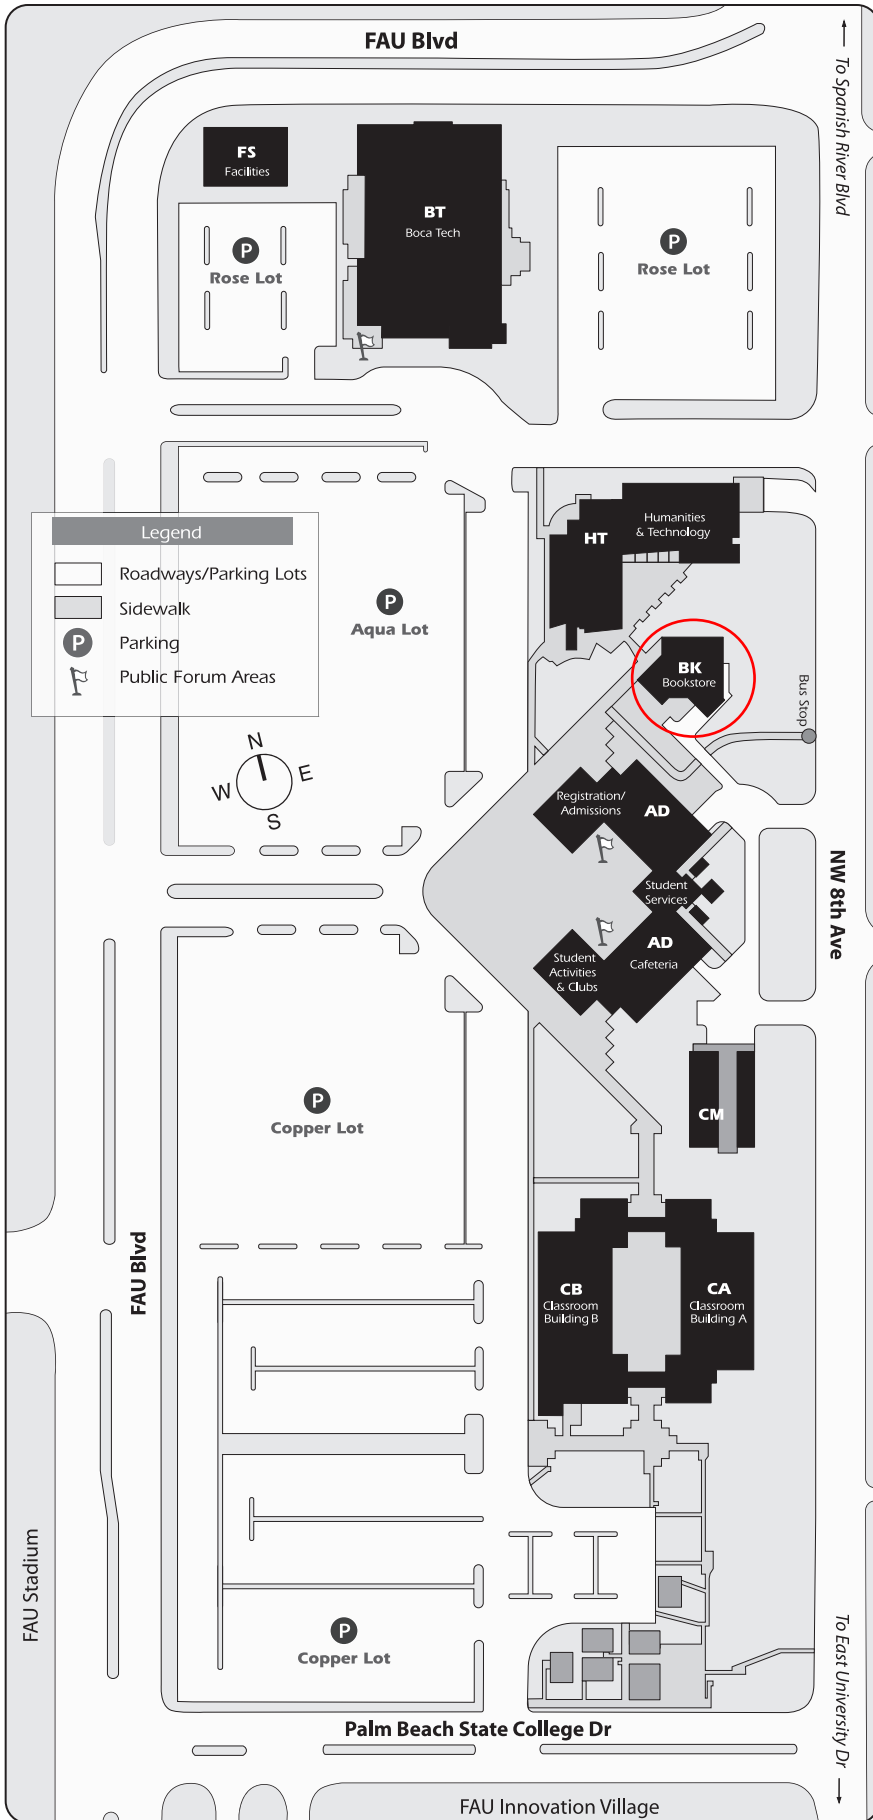 FAU Blvd
To Spanish River Blvd
FS
Facilities
BT
Boca Tech
P
Rose Lot
P
Rose Lot
Legend
Roadways/Parking Lots
Sidewalk
P
Parking
Public Forum Areas
P
Aqua Lot
HT
Humanities
& Technology
BK
Bookstore
Bus Stop
N
W
E
S
Registration/
Admissions
AD
Student
Services
AD
Cafeteria
Student
Activities
& Clubs
NW 8th Ave
P
Copper Lot
CM
FAU Blvd
CB
Classroom
Building B
CA
Classroom
Building A
FAU Stadium
P
Copper Lot
To East University Dr
Palm Beach State College Dr
FAU Innovation Village